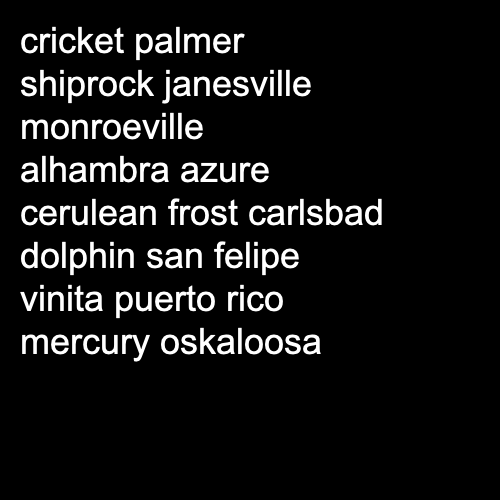 cricket palmer
shiprock janesville
monroeville
alhambra azure
cerulean frost carlsbad
dolphin san felipe
vinita puerto rico
mercury oskaloosa